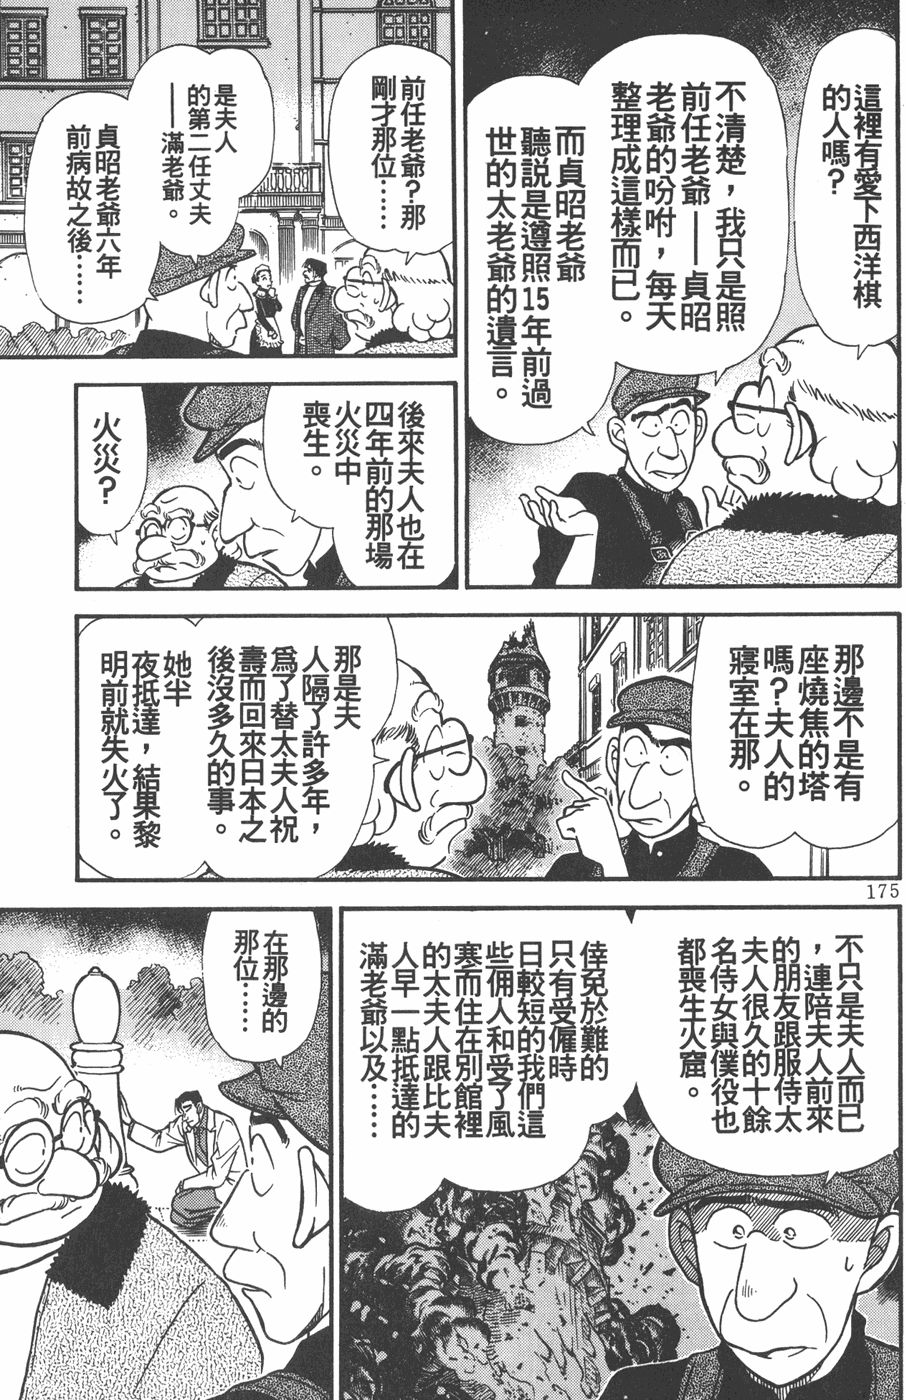 這裡有愛下西洋棋
的人嗎？
不清楚，我只是照
前任老爺——貞昭
老爺的吩咐，每天
整理成這樣而已。
而貞昭老爺
聽説是遵照15年前過
世的太老爺的遺言。
前任老爺？那
剛才那位……
是夫人
的第二任丈夫
——滿老爺。
貞昭老爺六年
前病故之後……
後來夫人也在
四年前的那場
火災中
喪生。
火災？
那邊不是有
座燒焦的塔
嗎？夫人的
寢室在那。
那是夫
人隔了許多年，
爲了替太夫人祝
壽而回來日本之
後沒多久的事。
她半
夜抵達，結果黎
明前就失火了。
175
不只是夫人而已
，連陪夫人前來
的朋友跟服侍太
夫人很久的十餘
名侍女與僕役也
都喪生火窟。
倖免於難的
只有受僱時
日較短的我們這
些佣人和受了風
寒而住在別館裡
的太夫人跟比夫
人早一點抵達的
滿老爺以及……
在那邊的
那位……